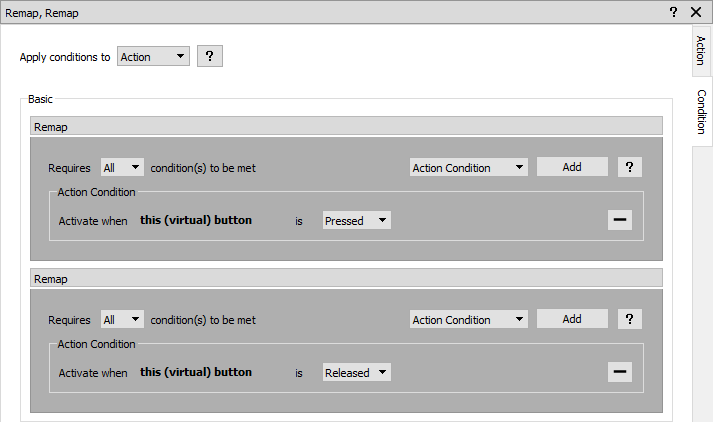 Remap, Remap ? ×
Apply conditions to Action ?
Action
Condition
Basic
Remap
Requires All condition(s) to be met Action Condition Add ?
Action Condition
Activate when this (virtual) button is Pressed
Remap
Requires All condition(s) to be met Action Condition Add ?
Action Condition
Activate when this (virtual) button is Released